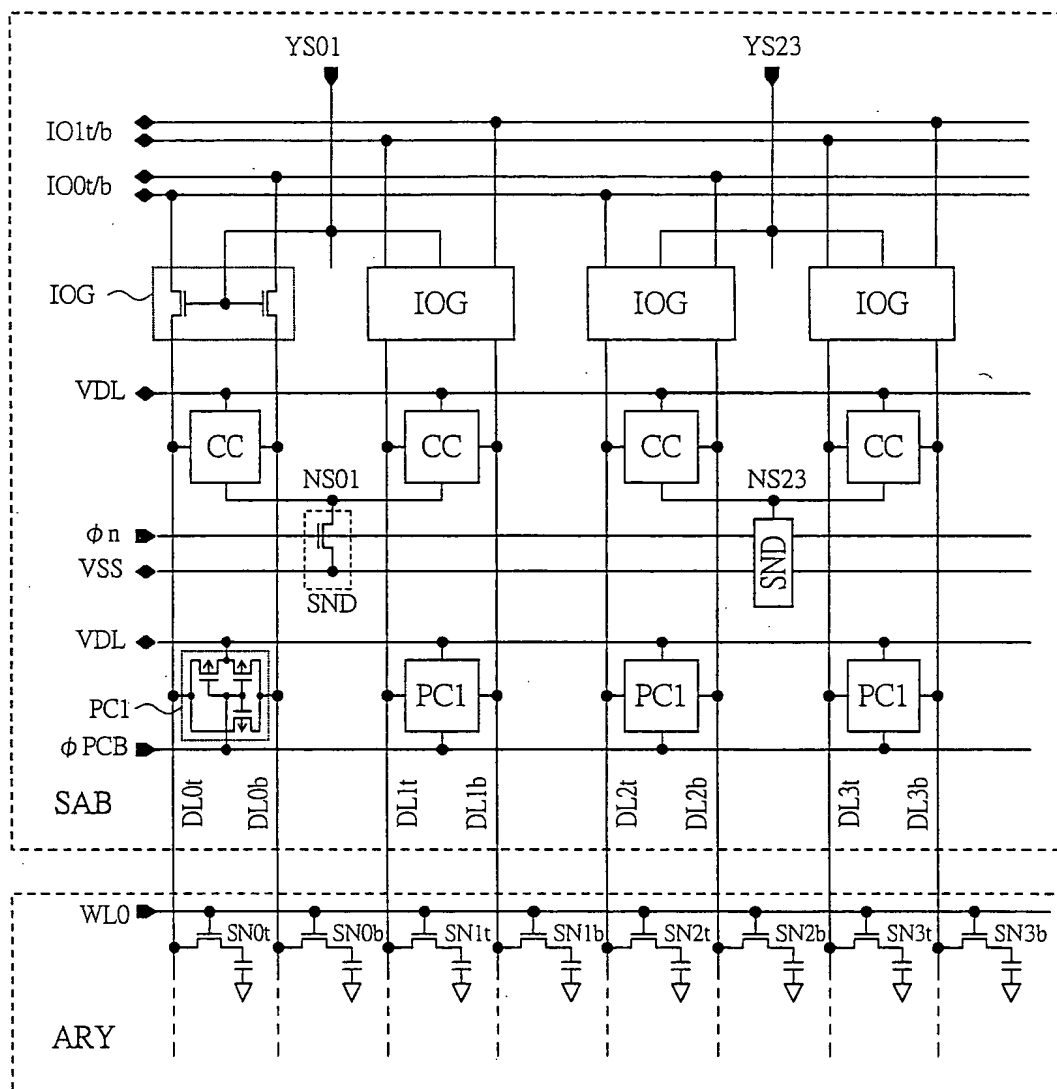 YS01 YS23
IO1t/b
IO0t/b
IOG IOG IOG IOG
VDL
CC CC CC CC
NS01 NS23
ϕn
VSS
SND SND
VDL
PC1 PC1 PC1 PC1
ϕPCB
DL0t DL0b DL1t DL1b DL2t DL2b DL3t DL3b
SAB
WL0
SN0t SN0b SN1t SN1b SN2t SN2b SN3t SN3b
ARY